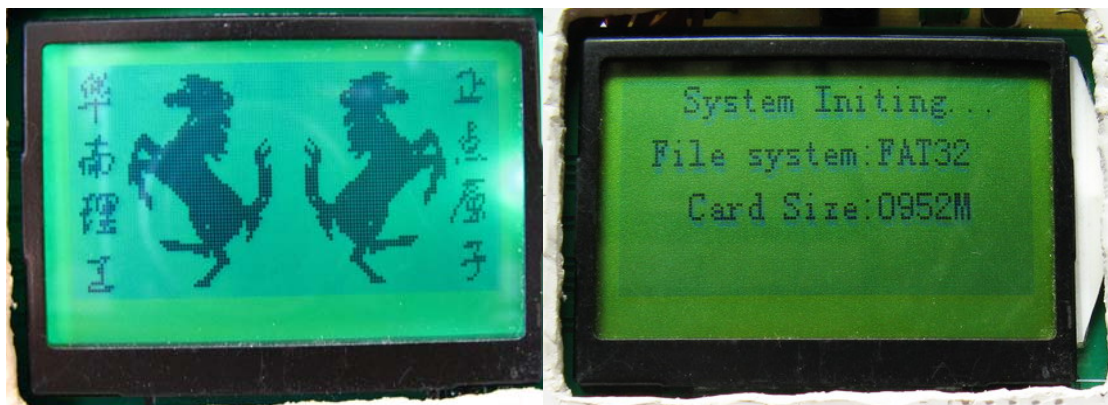 华南理工
正点原子
System Initing...
File system:FAT32
Card Size:0952M